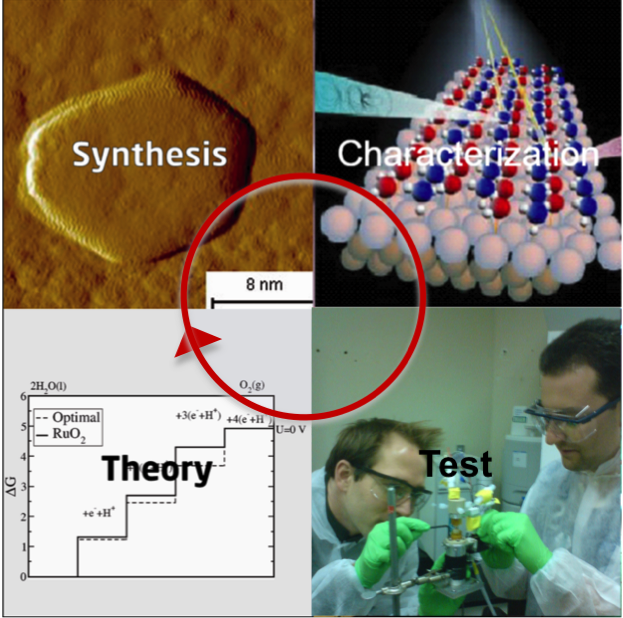 Synthesis
Characterization
8 nm
2H₂O(l)
O₂(g)
6
5
4
3
2
1
0
ΔG
Optimal
RuO₂
+3(e⁻+H⁺)
+4(e⁻+H
U=0 V
+e⁻+H⁺
Theory
Test